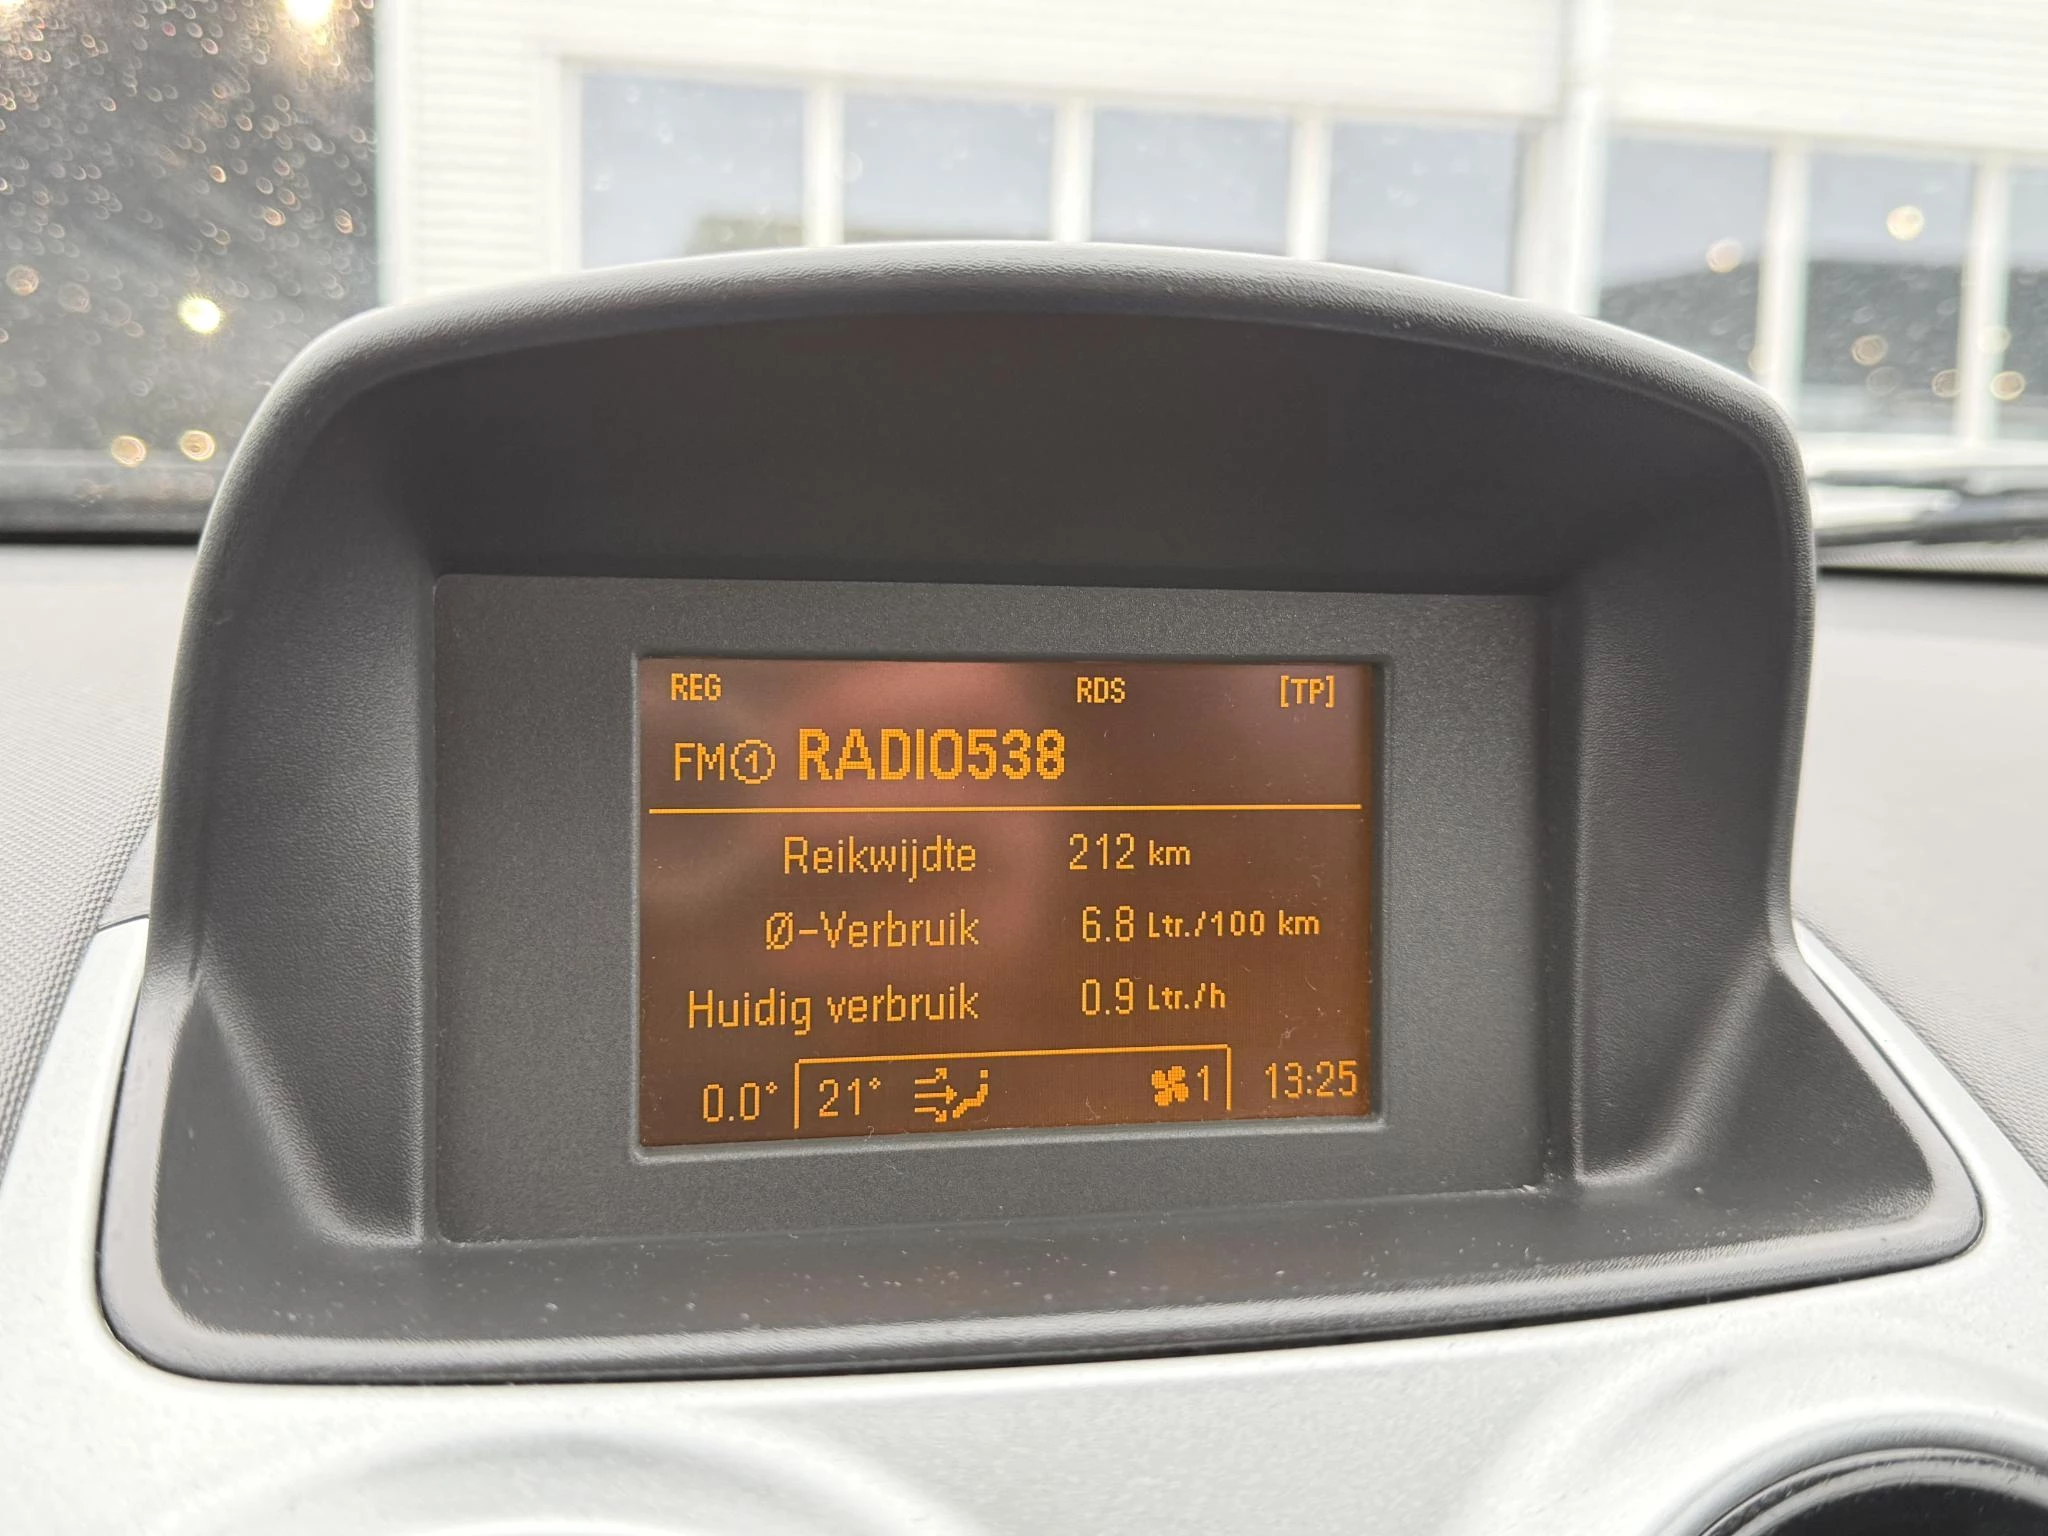 REG RDS [TP]
FM① RADIO538
Reikwijdte 212 km
Ø-Verbruik 6.8 Ltr./100 km
Huidig verbruik 0.9 Ltr./h
0.0° 21° 1 13:25